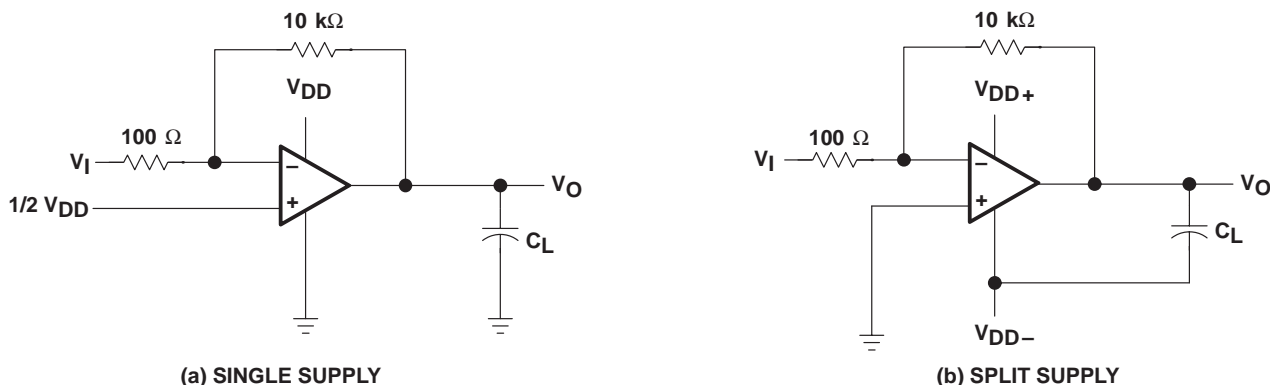 10 kΩ
VDD
100 Ω
VI
−
+
1/2 VDD
VO
CL
(a) SINGLE SUPPLY
10 kΩ
VDD+
100 Ω
VI
−
+
VO
CL
VDD−
(b) SPLIT SUPPLY